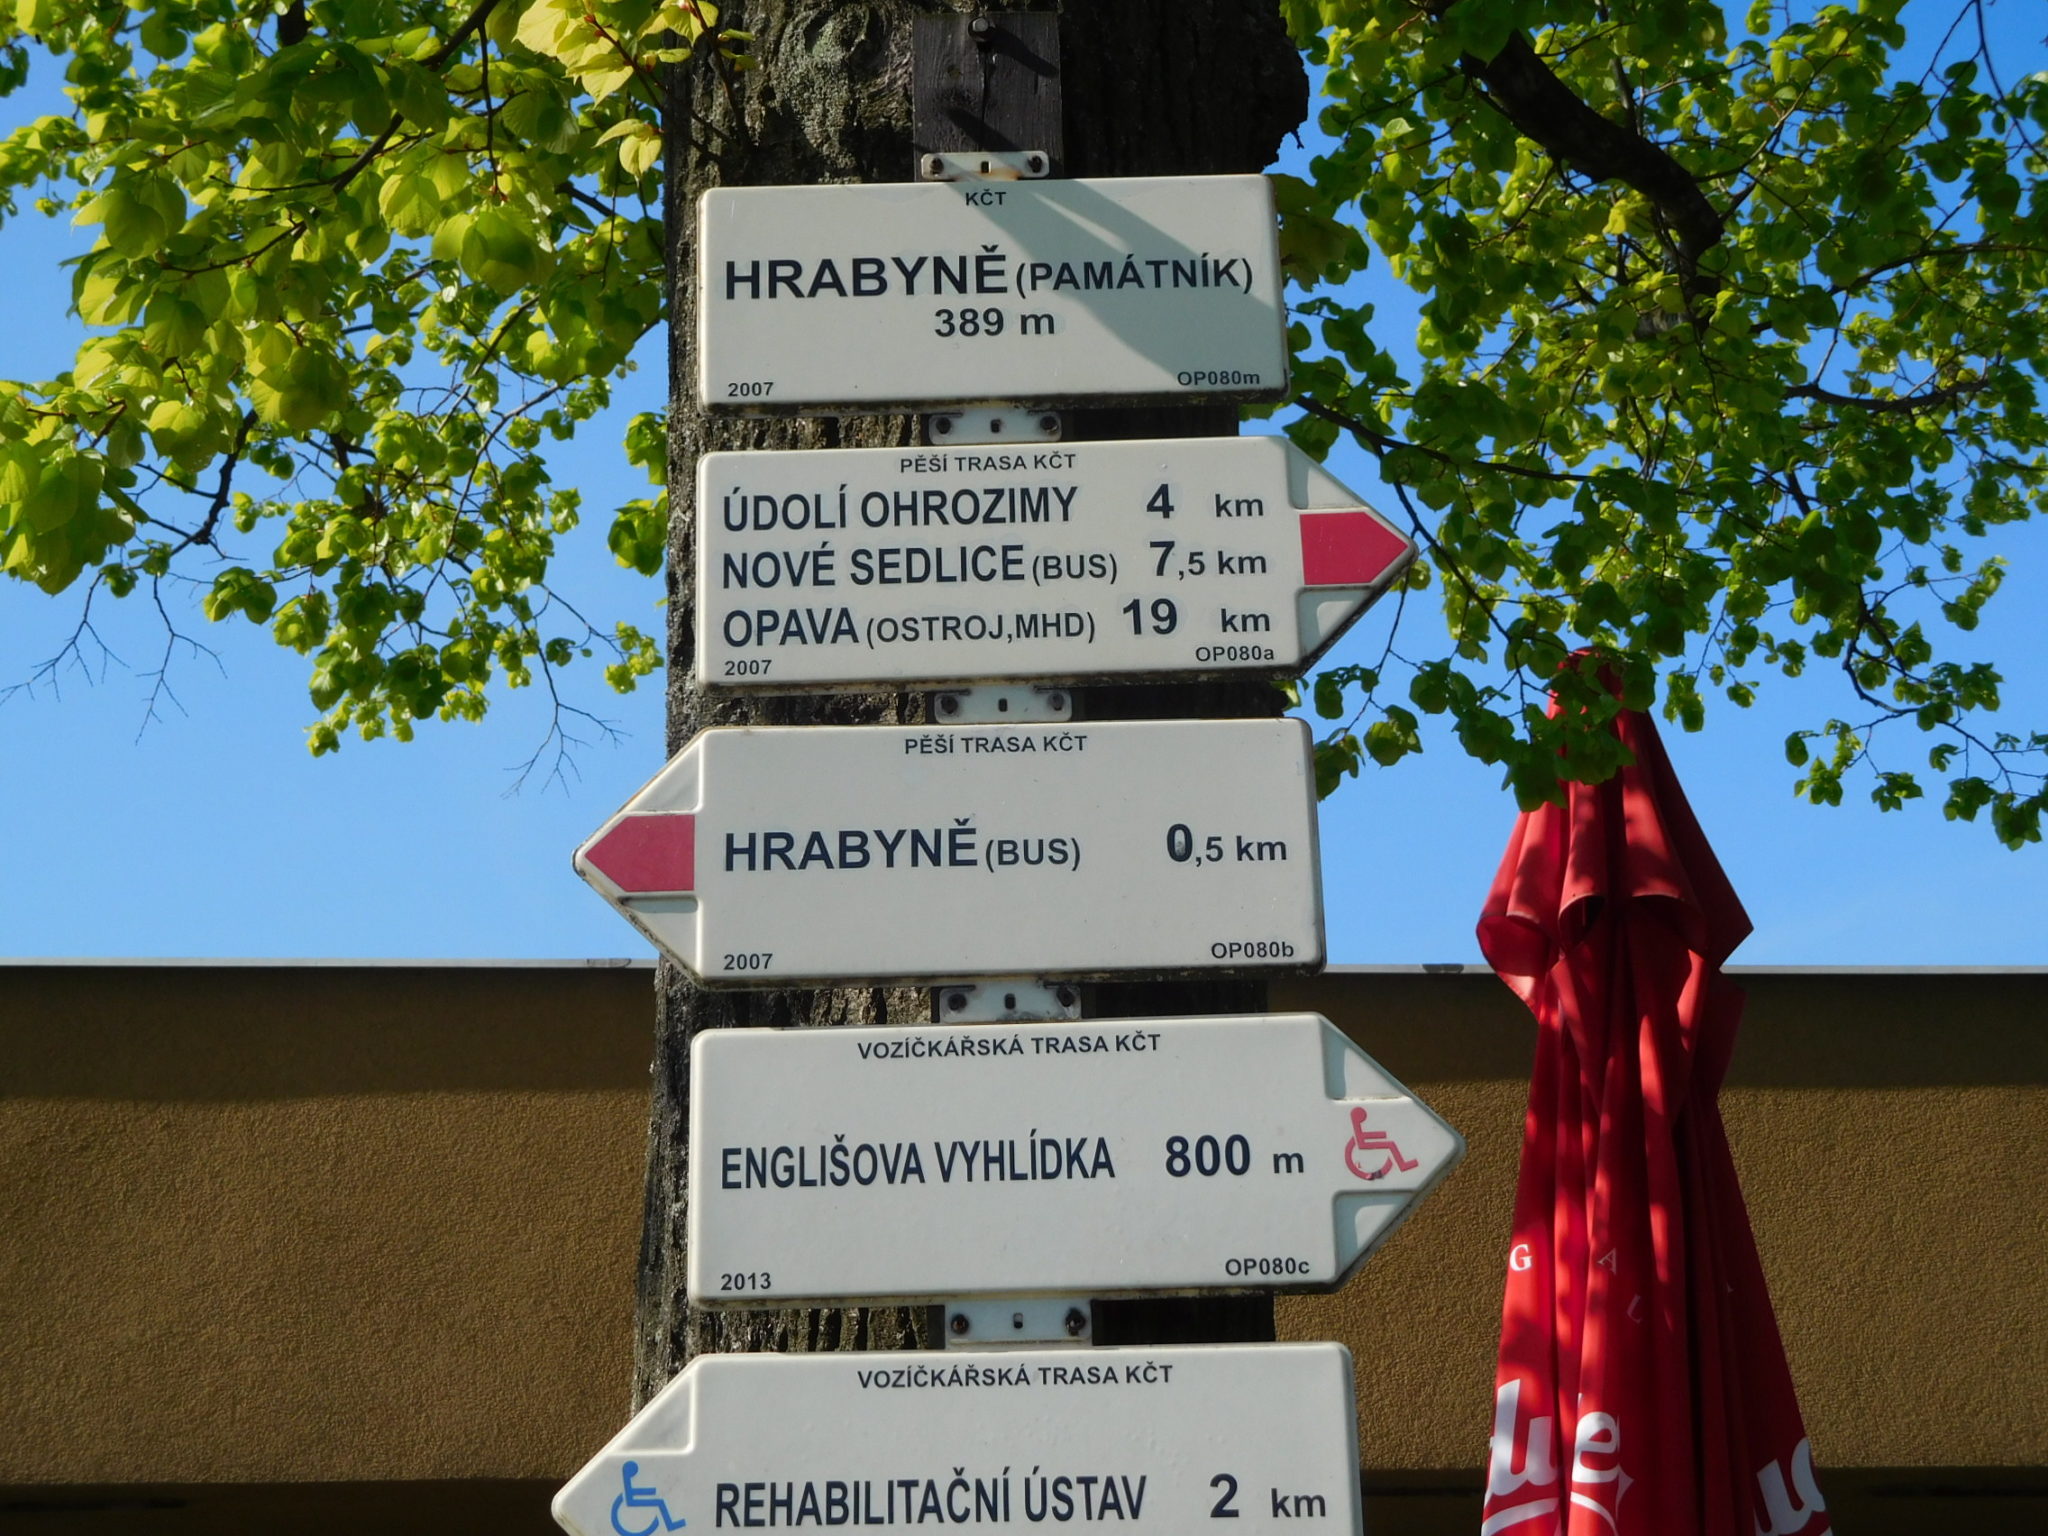 KČT
HRABYNĚ (PAMÁTNÍK)
389 m
2007 OP080m
PĚŠÍ TRASA KČT
ÚDOLÍ OHROZIMY 4 km
NOVÉ SEDLICE (BUS) 7,5 km
OPAVA (OSTROJ,MHD) 19 km
2007 OP080a
PĚŠÍ TRASA KČT
HRABYNĚ (BUS) 0,5 km
2007 OP080b
VOZÍČKÁŘSKÁ TRASA KČT
ENGLIŠOVA VYHLÍDKA 800 m
2013 OP080c
VOZÍČKÁŘSKÁ TRASA KČT
REHABILITAČNÍ ÚSTAV 2 km